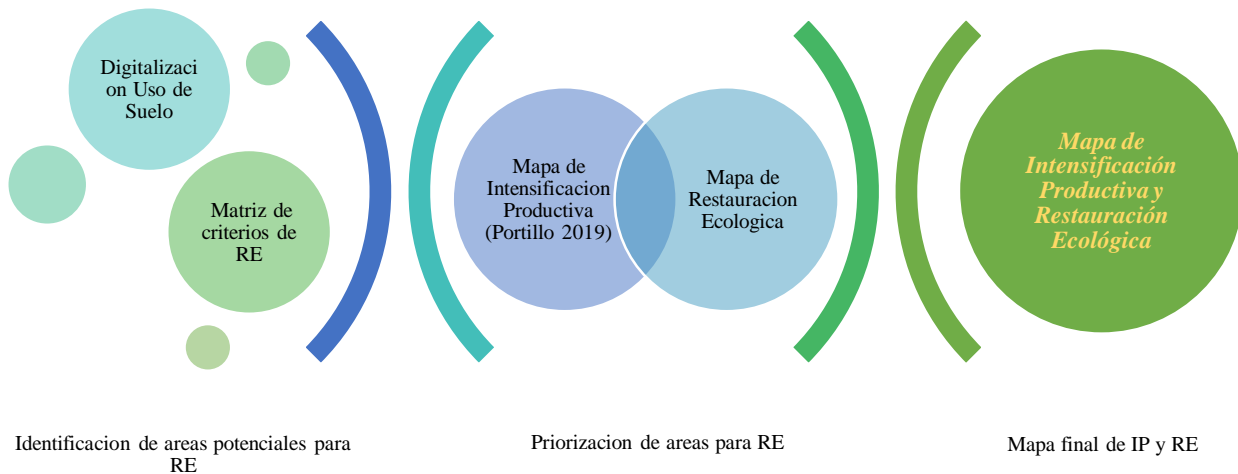 Digitalizaci
on Uso de
Suelo
Matriz de
criterios de
RE
Mapa de
Intensificacion
Productiva
(Portillo 2019)
Mapa de
Restauracion
Ecologica
Mapa de
Intensificación
Productiva y
Restauración
Ecológica
Identificacion de areas potenciales para
RE
Priorizacion de areas para RE
Mapa final de IP y RE